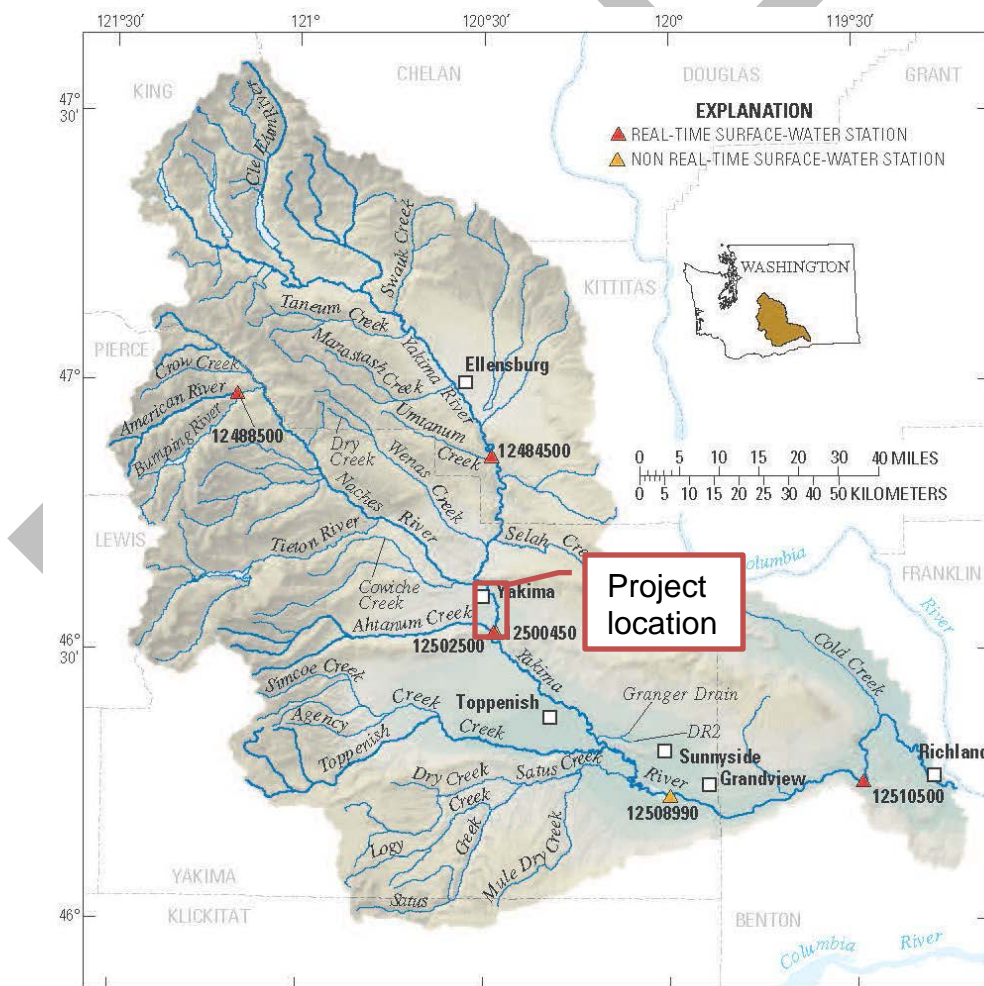 121°30'
121°
120°30'
120°
119°30'
47°
30'
47°
46°
30'
46°
KING
CHELAN
DOUGLAS
GRANT
EXPLANATION
REAL-TIME SURFACE-WATER STATION
NON REAL-TIME SURFACE-WATER STATION
Cle Elum River
Swauk Creek
WASHINGTON
KITTITAS
Taneum Creek
PIERCE
Manastash Creek
Yakima River
Ellensburg
Crow Creek
American River
Bumping River
12488500
Umtanum Creek
12484500
Dry
Creek
Wenas Creek
0 5 10 20 30 40 MILES
0 5 10 15 20 25 30 40 50 KILOMETERS
Naches River
LEWIS
Tieton River
Selah Cre
Columbia River
FRANKLIN
Cowiche
Creek
Yakima
Project
location
Ahtanum Creek
12502500
2500450
Yakima River
Cold Creek
Simcoe Creek
Toppenish
Granger Drain
Agency Creek
Toppenish Creek
DR2
Sunnyside
Richland
Dry Creek
Satus Creek
Grandview
12510500
12508990
Logy Creek
Mule Dry Creek
Satus
YAKIMA
KLICKITAT
BENTON
Columbia River